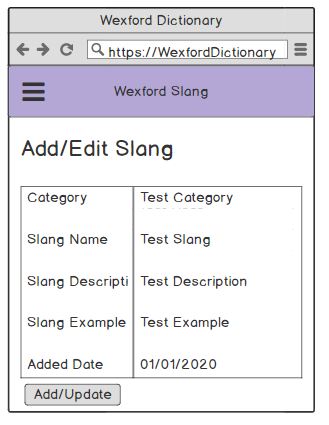 Wexford Dictionary
https://WexfordDictionary
Wexford Slang
Add/Edit Slang
Category Test Category
Slang Name Test Slang
Slang Descripti Test Description
Slang Example Test Example
Added Date 01/01/2020
Add/Update